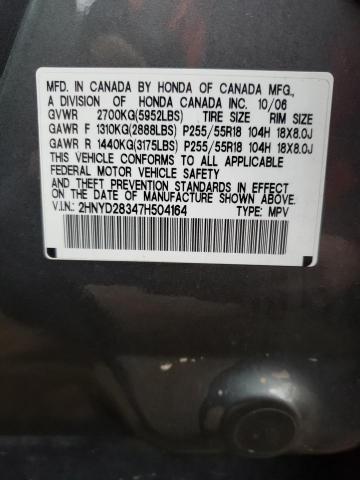 MFD. IN CANADA BY HONDA OF CANADA MFG.,
A DIVISION OF HONDA CANADA INC. 10/06
GVWR 2700KG(5952LBS) TIRE SIZE RIM SIZE
GAWR F 1310KG(2888LBS) P255/55R18 104H 18X8.0J
GAWR R 1440KG(3175LBS) P255/55R18 104H 18X8.0J
THIS VEHICLE CONFORMS TO ALL APPLICABLE
FEDERAL MOTOR VEHICLE SAFETY
AND THEFT PREVENTION STANDARDS IN EFFECT
ON THE DATE OF MANUFACTURE SHOWN ABOVE.
V.I.N.: 2HNYD28347H504164 TYPE: MPV